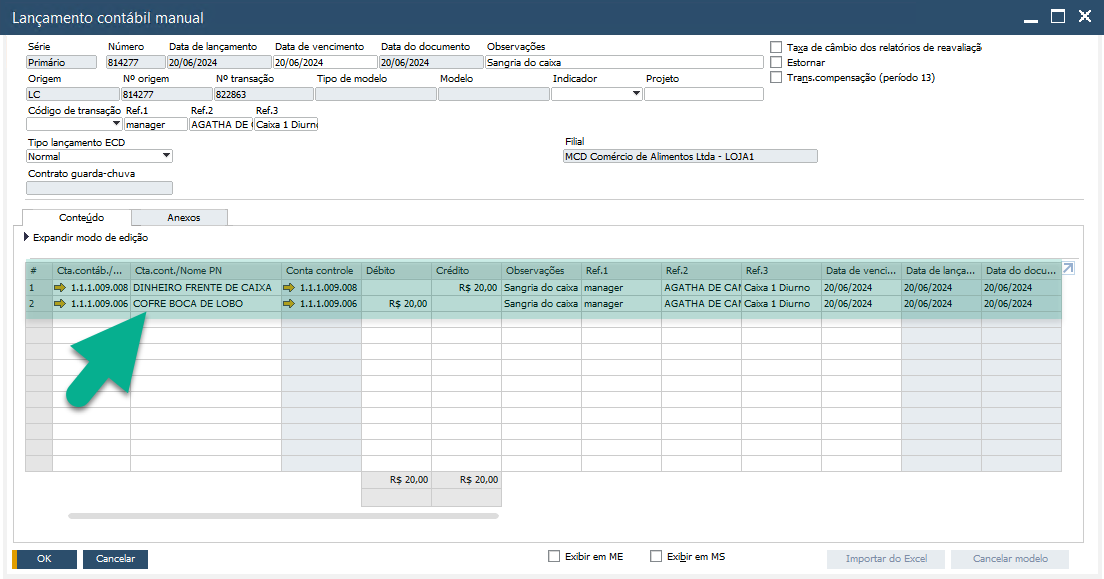 Lançamento contábil manual
Série Número Data de lançamento Data de vencimento Data do documento Observações
Primário 814277 20/06/2024 20/06/2024 20/06/2024 Sangria do caixa
Taxa de câmbio dos relatórios de reavaliaçã
Estornar
Trans.compensação (período 13)
Origem Nº origem Nº transação Tipo de modelo Modelo Indicador Projeto
LC 814277 822863
Código de transação Ref.1 Ref.2 Ref.3
manager AGATHA DE Caixa 1 Diurno
Tipo lançamento ECD Filial
Normal MCD Comércio de Alimentos Ltda - LOJA1
Contrato guarda-chuva
Conteúdo Anexos
Expandir modo de edição
# Cta.contáb./... Cta.cont./Nome PN Conta controle Débito Crédito Observações Ref.1 Ref.2 Ref.3 Data de venci... Data de lança... Data do docu...
1 1.1.1.009.008 DINHEIRO FRENTE DE CAIXA 1.1.1.009.008 R$ 20,00 Sangria do caixa manager AGATHA DE CAM Caixa 1 Diurno 20/06/2024 20/06/2024 20/06/2024
2 1.1.1.009.006 COFRE BOCA DE LOBO 1.1.1.009.006 R$ 20,00 Sangria do caixa manager AGATHA DE CAM Caixa 1 Diurno 20/06/2024 20/06/2024 20/06/2024
R$ 20,00 R$ 20,00
OK Cancelar Exibir em ME Exibir em MS Importar do Excel Cancelar modelo